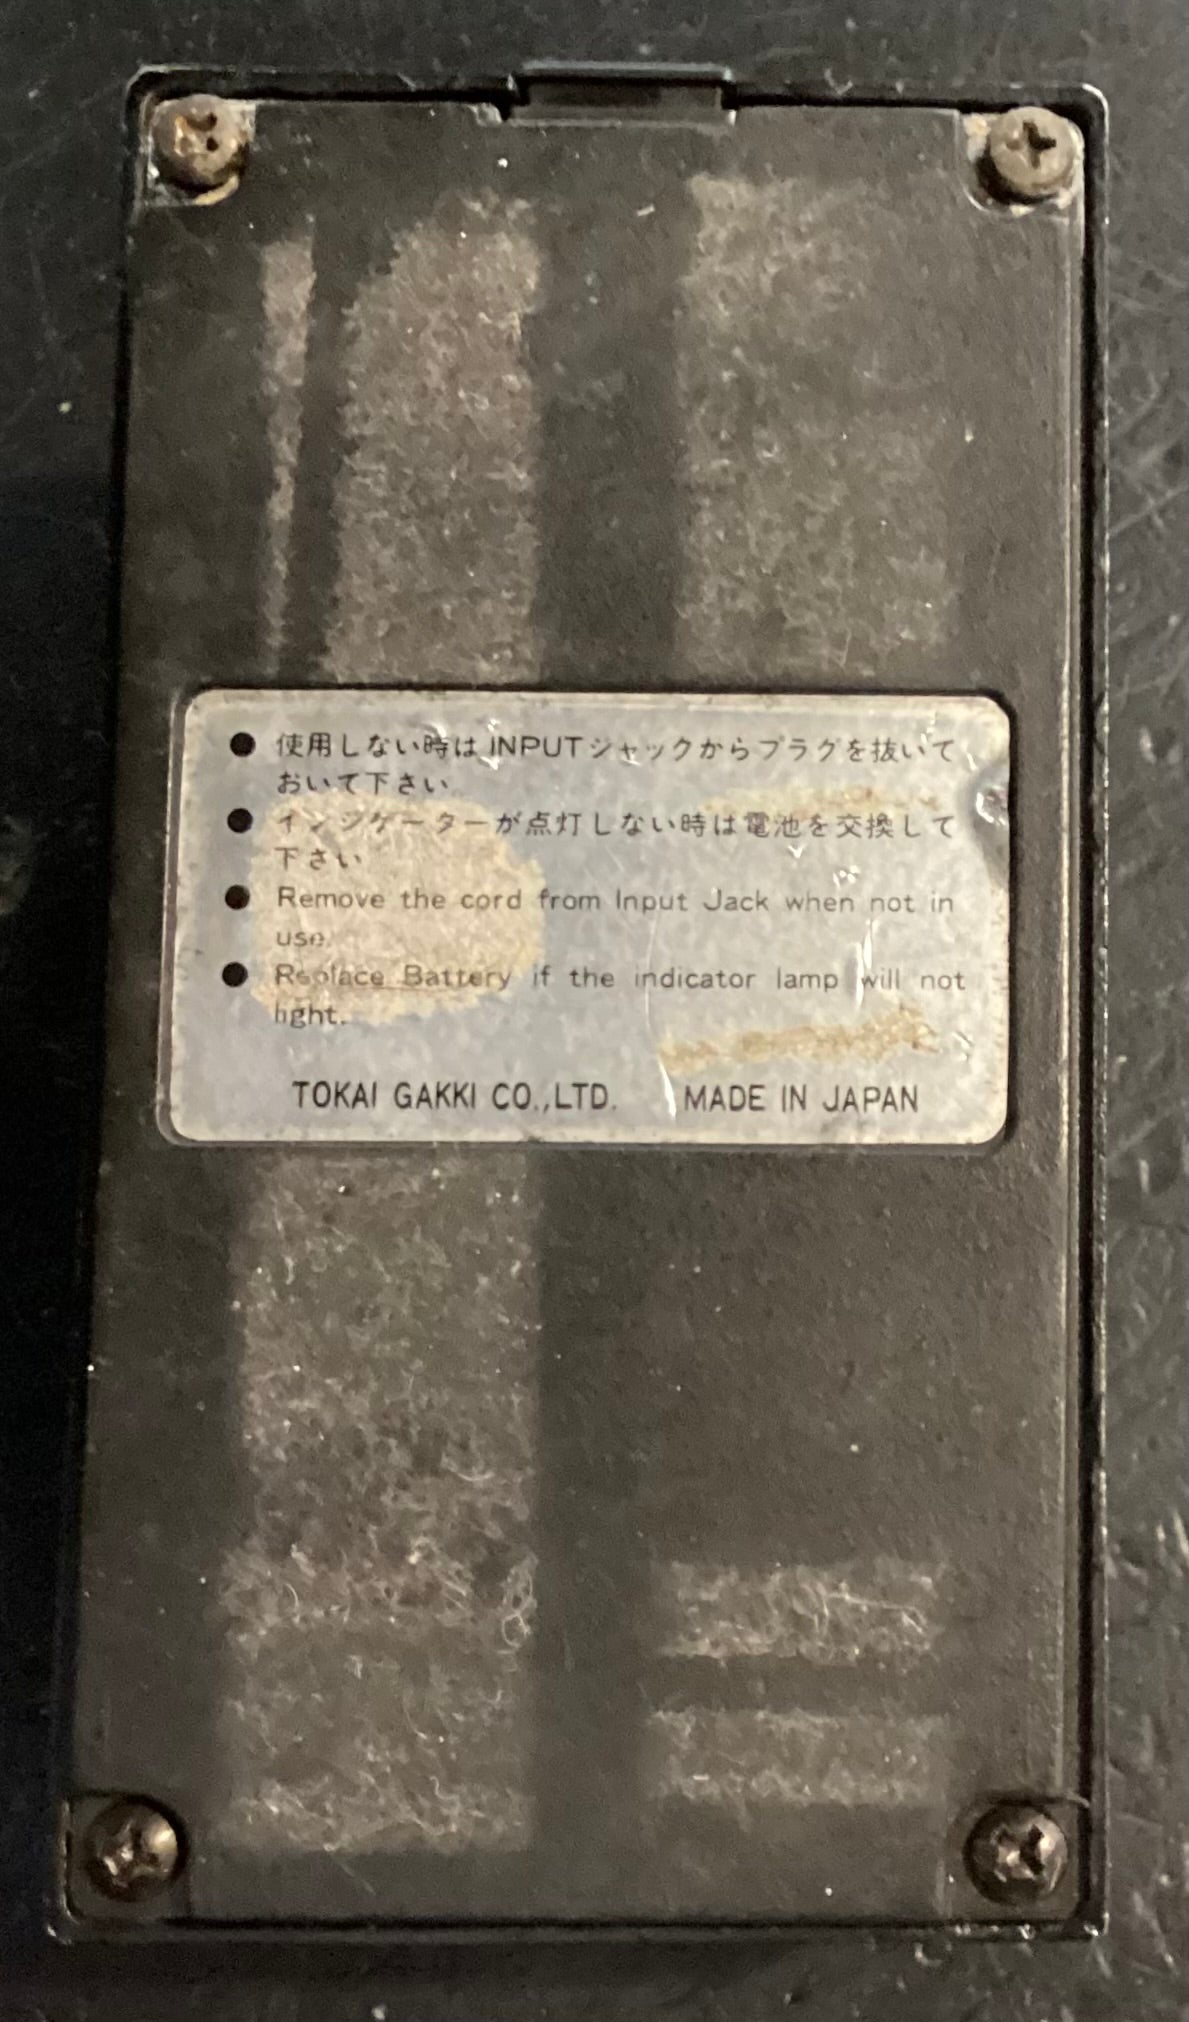 ● 使用しない時は INPUTジャックからプラグを抜いて
おいて下さい
● インジケーターが点灯しない時は電池を交換して
下さい
● Remove the cord from Input Jack when not in
use.
● Replace Battery if the indicator lamp will not
light.
TOKAI GAKKI CO.,LTD. MADE IN JAPAN